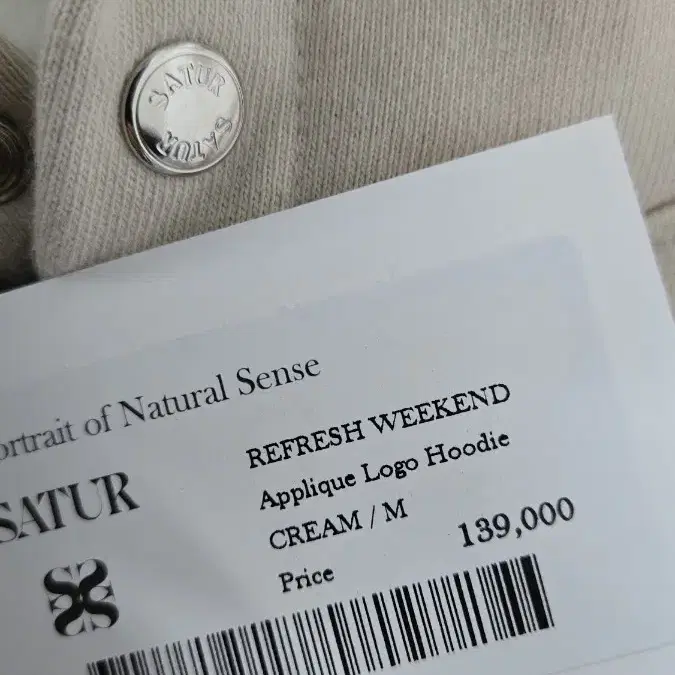 SATUR
SATUR
ortrait of Natural Sense
SATUR
REFRESH WEEKEND
Applique Logo Hoodie
CREAM / M
Price 139,000